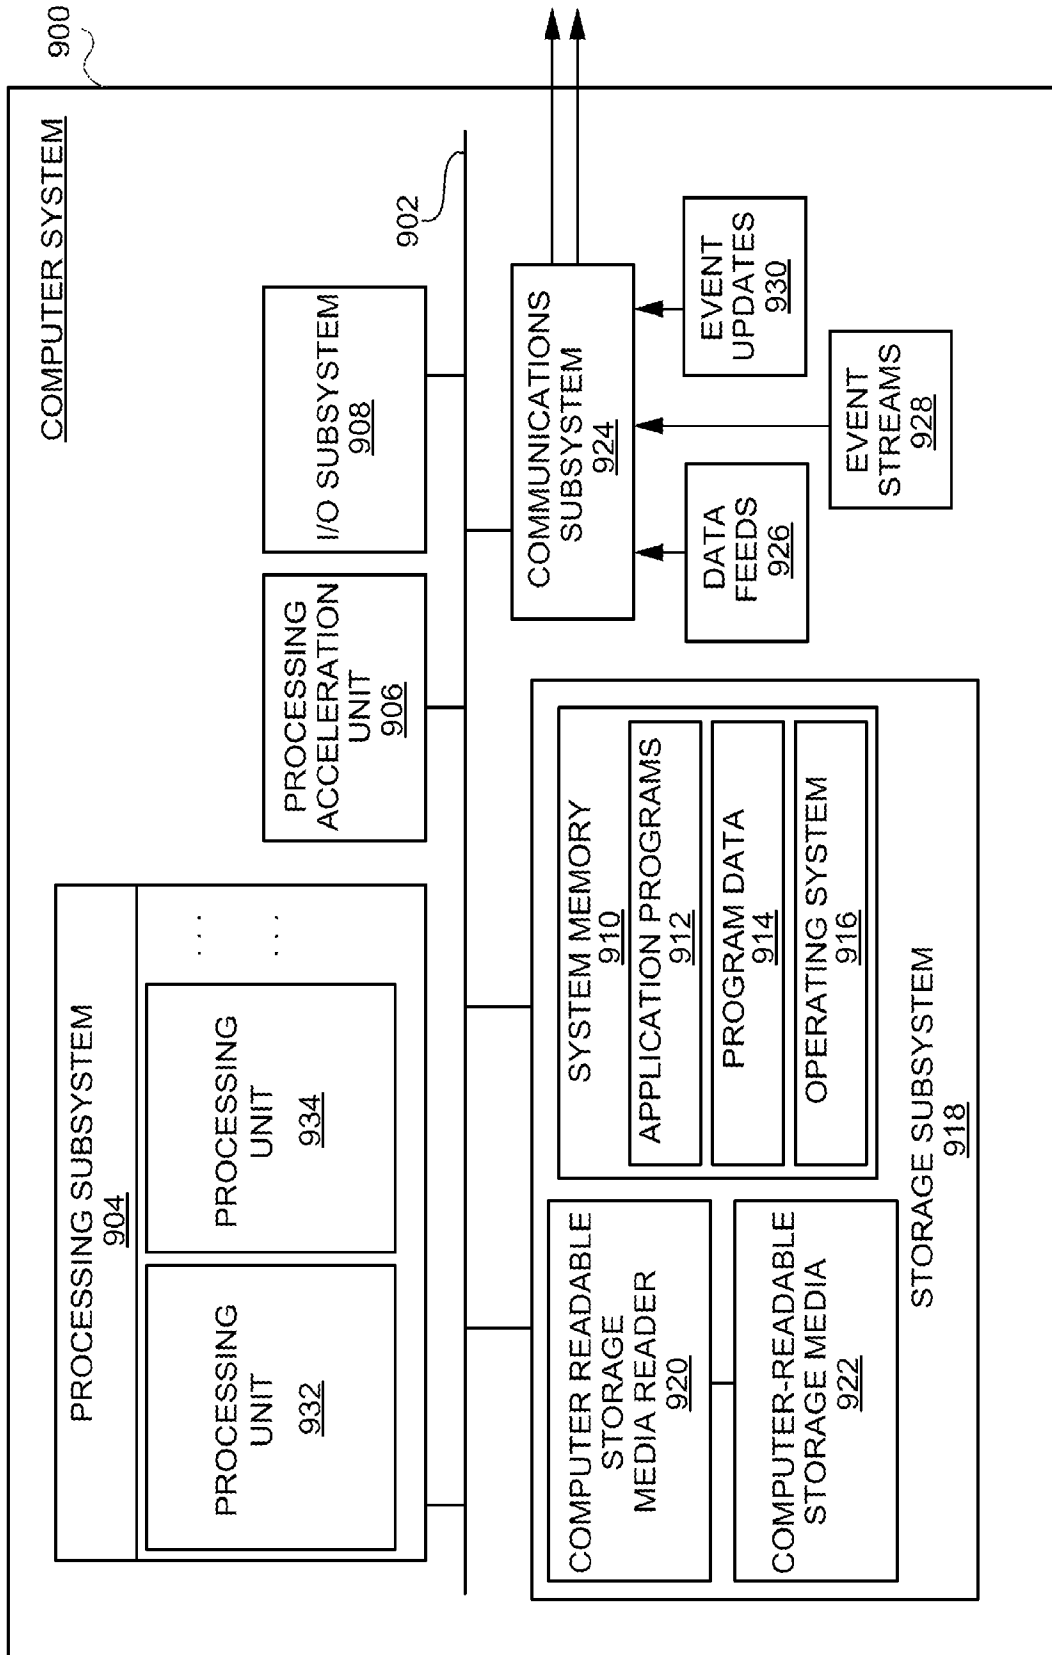 900
COMPUTER SYSTEM
PROCESSING SUBSYSTEM
904
PROCESSING
UNIT
932
PROCESSING
UNIT
934
. . .
. . .
PROCESSING
ACCELERATION
UNIT
906
I/O SUBSYSTEM
908
902
COMPUTER READABLE
STORAGE
MEDIA READER
920
COMPUTER-READABLE
STORAGE MEDIA
922
SYSTEM MEMORY
910
APPLICATION PROGRAMS
912
PROGRAM DATA
914
OPERATING SYSTEM
916
STORAGE SUBSYSTEM
918
COMMUNICATIONS
SUBSYSTEM
924
DATA
FEEDS
926
EVENT
STREAMS
928
EVENT
UPDATES
930